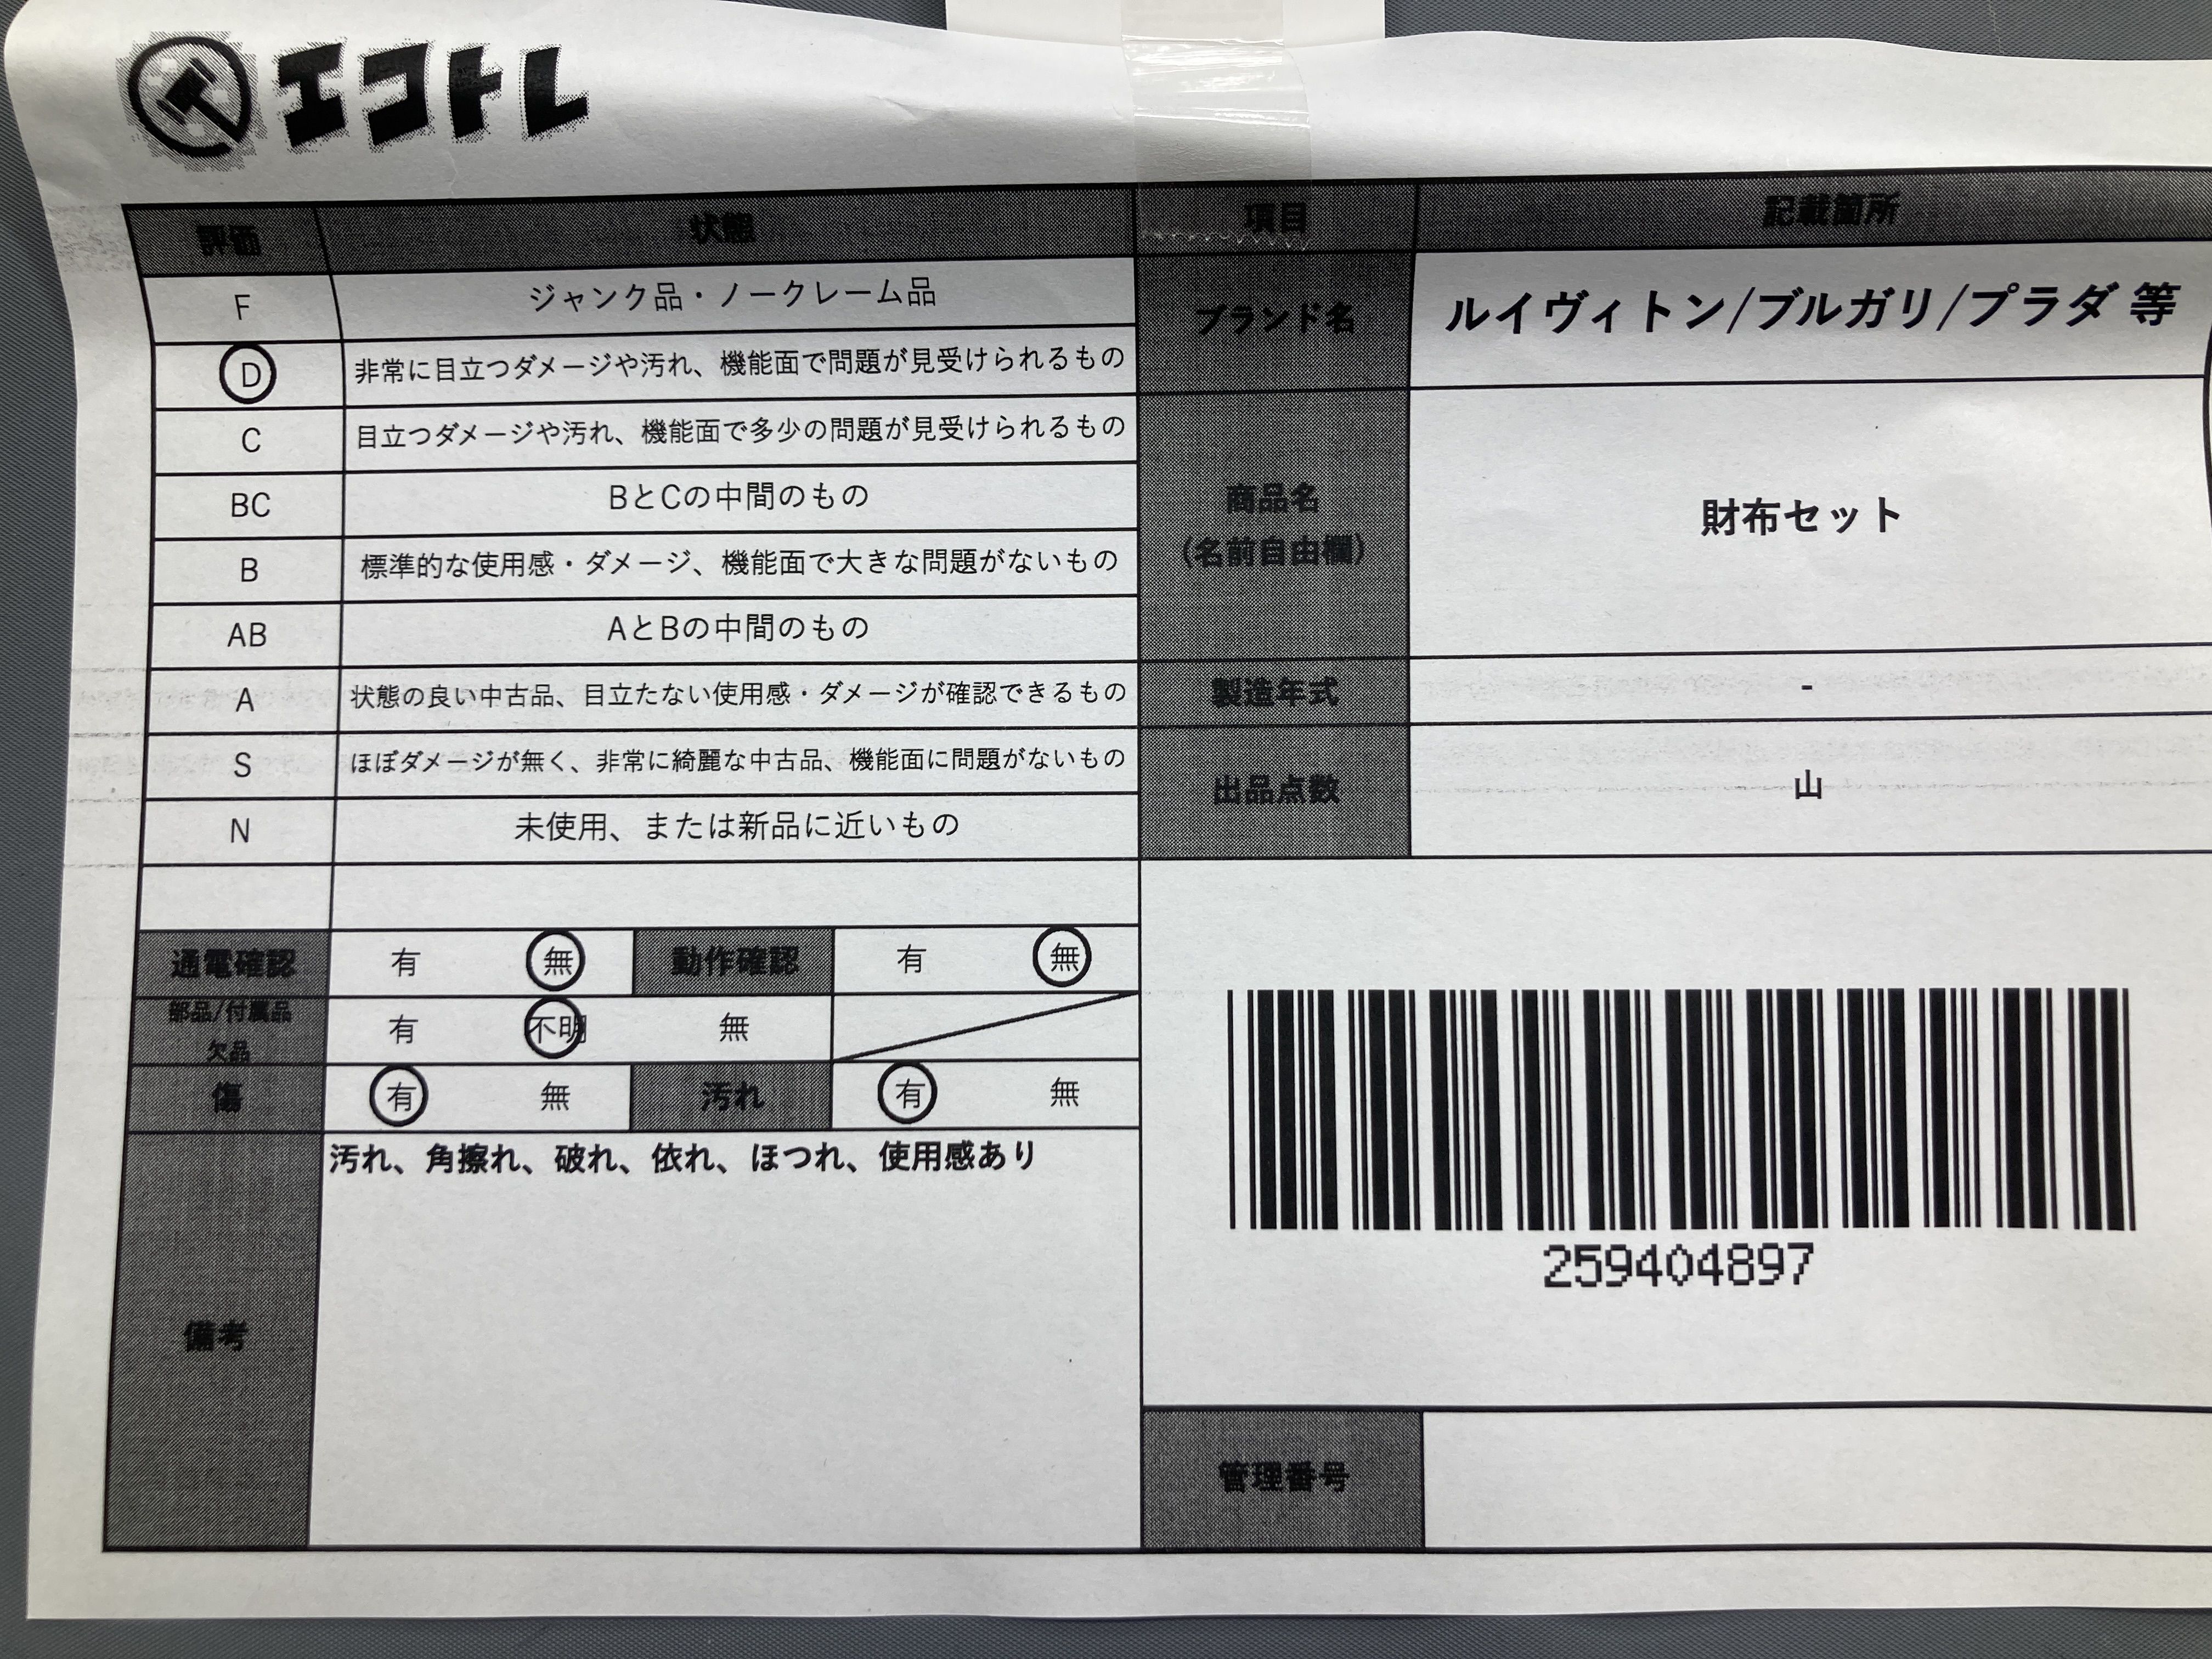 エコトレ
評価 状態 項目 記載箇所
F ジャンク品・ノークレーム品
D 非常に目立つダメージや汚れ、機能面で問題が見受けられるもの
C 目立つダメージや汚れ、機能面で多少の問題が見受けられるもの
BC BとCの中間のもの
B 標準的な使用感・ダメージ、機能面で大きな問題がないもの
AB AとBの中間のもの
A 状態の良い中古品、目立たない使用感・ダメージが確認できるもの
S ほぼダメージが無く、非常に綺麗な中古品、機能面に問題がないもの
N 未使用、または新品に近いもの
通電確認 有 無 動作確認 有 無
部品/付属品
欠品
有 不明 無
傷 有 無 汚れ 有 無
備考
汚れ、角擦れ、破れ、依れ、ほつれ、使用感あり
ブランド名 ルイヴィトン/ブルガリ/プラダ 等
商品名
(名前自由欄)
財布セット
製造年式 -
出品点数 山
259404897
管理番号